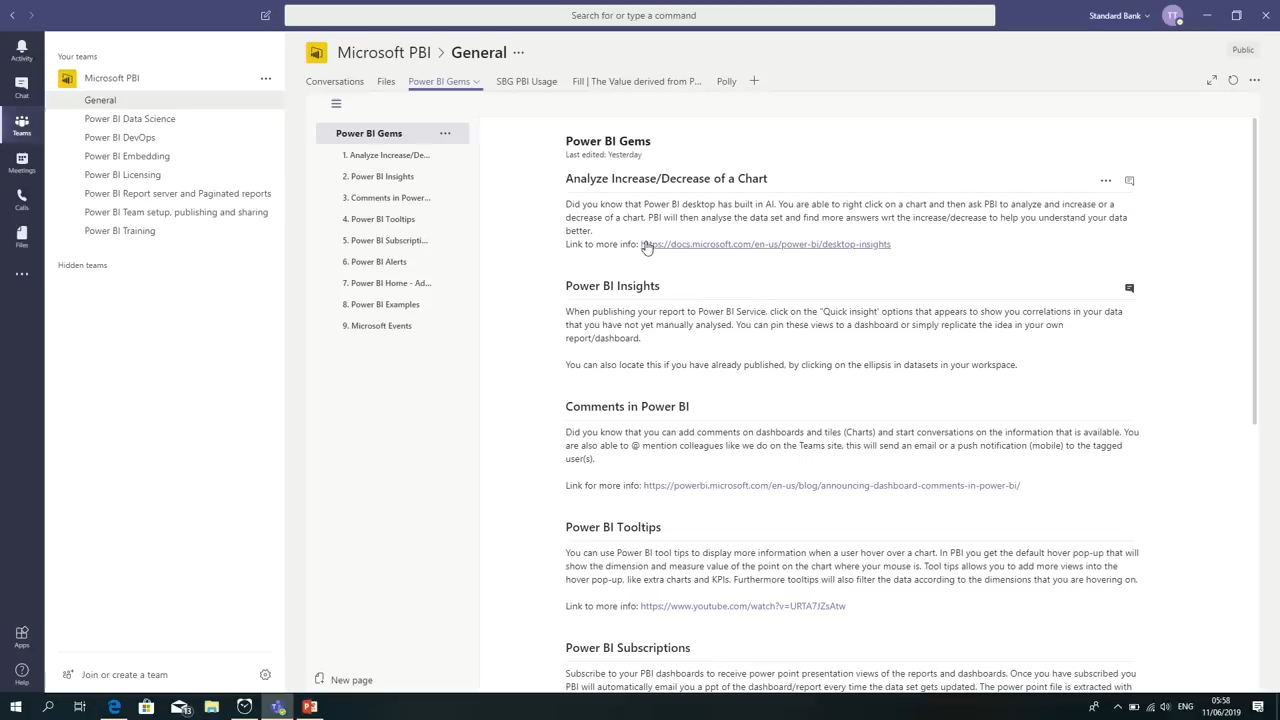 Search for or type a command
Standard Bank
TT
Activity
Chat
Teams
Meetings
Calls
Files
Apps
Help
Your teams
Microsoft PBI
General
Power BI Data Science
Power BI DevOps
Power BI Embedding
Power BI Licensing
Power BI Report server and Paginated reports
Power BI Team setup, publishing and sharing
Power BI Training
Hidden teams
Join or create a team
Microsoft PBI > General ···
Public
Conversations Files Power BI Gems SBG PBI Usage Fill | The Value derived from P... Polly
Power BI Gems
1. Analyze Increase/De...
2. Power BI Insights
3. Comments in Power...
4. Power BI Tooltips
5. Power BI Subscripti...
6. Power BI Alerts
7. Power BI Home - Ad...
8. Power BI Examples
9. Microsoft Events
New page
Power BI Gems
Last edited: Yesterday
Analyze Increase/Decrease of a Chart
Did you know that Power BI desktop has built in AI. You are able to right click on a chart and then ask PBI to analyze and increase or a
decrease of a chart. PBI will then analyse the data set and find more answers wrt the increase/decrease to help you understand your data
better.
Link to more info: https://docs.microsoft.com/en-us/power-bi/desktop-insights
Power BI Insights
When publishing your report to Power BI Service, click on the "Quick insight' options that appears to show you correlations in your data
that you have not yet manually analysed. You can pin these views to a dashboard or simply replicate the idea in your own
report/dashboard.
You can also locate this if you have already published, by clicking on the ellipsis in datasets in your workspace.
Comments in Power BI
Did you know that you can add comments on dashboards and tiles (Charts) and start conversations on the information that is available. You
are also able to @ mention colleagues like we do on the Teams site, this will send an email or a push notification (mobile) to the tagged
user(s).
Link for more info: https://powerbi.microsoft.com/en-us/blog/announcing-dashboard-comments-in-power-bi/
Power BI Tooltips
You can use Power BI tool tips to display more information when a user hover over a chart. In PBI you get the default hover pop-up that will
show the dimension and measure value of the point on the chart where your mouse is. Tool tips allows you to add more views into the
hover pop-up, like extra charts and KPIs. Furthermore tooltips will also filter the data according to the dimensions that you are hovering on.
Link to more info: https://www.youtube.com/watch?v=URTA7JZsAtw
Power BI Subscriptions
Subscribe to your PBI dashboards to receive power point presentation views of the reports and dashboards. Once you have subscribed you
PBI will automatically email you a ppt of the dashboard/report every time the data set gets updated. The power point file is extracted with
05:58
11/06/2019